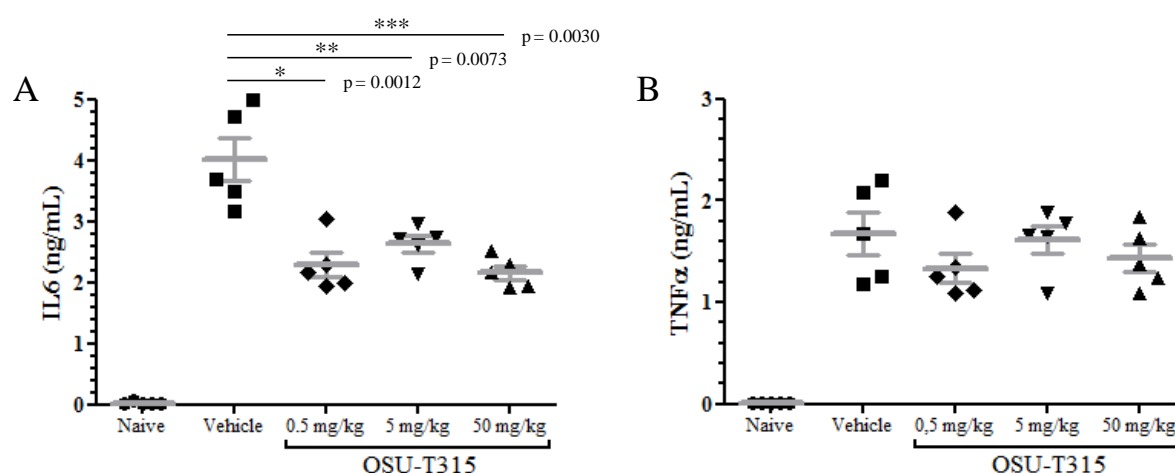 ***
p = 0.0030
**
p = 0.0073
*
p = 0.0012
A
5
4
3
2
1
0
IL6 (ng/mL)
Naive Vehicle 0.5 mg/kg 5 mg/kg 50 mg/kg
OSU-T315
B
3
2
1
0
TNFα (ng/mL)
Naive Vehicle 0,5 mg/kg 5 mg/kg 50 mg/kg
OSU-T315